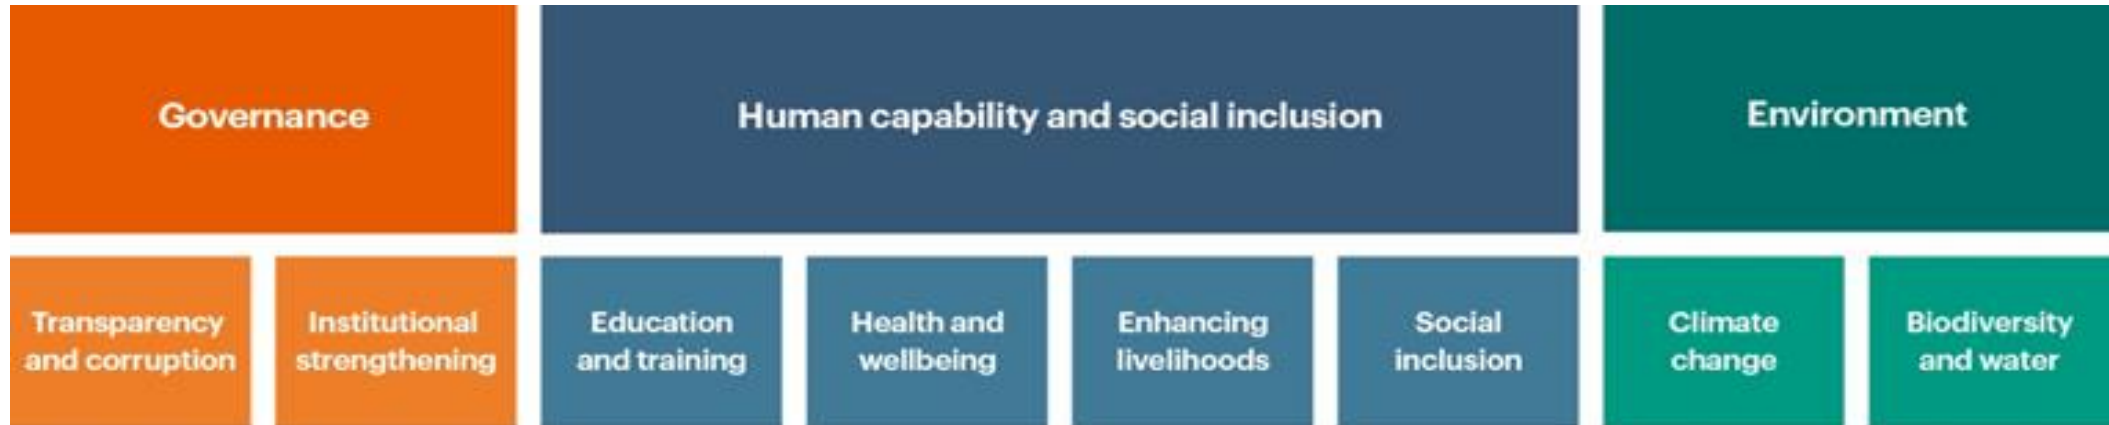 Governance
Human capability and social inclusion
Environment
Transparency
and corruption
Institutional
strengthening
Education
and training
Health and
wellbeing
Enhancing
livelihoods
Social
inclusion
Climate
change
Biodiversity
and water